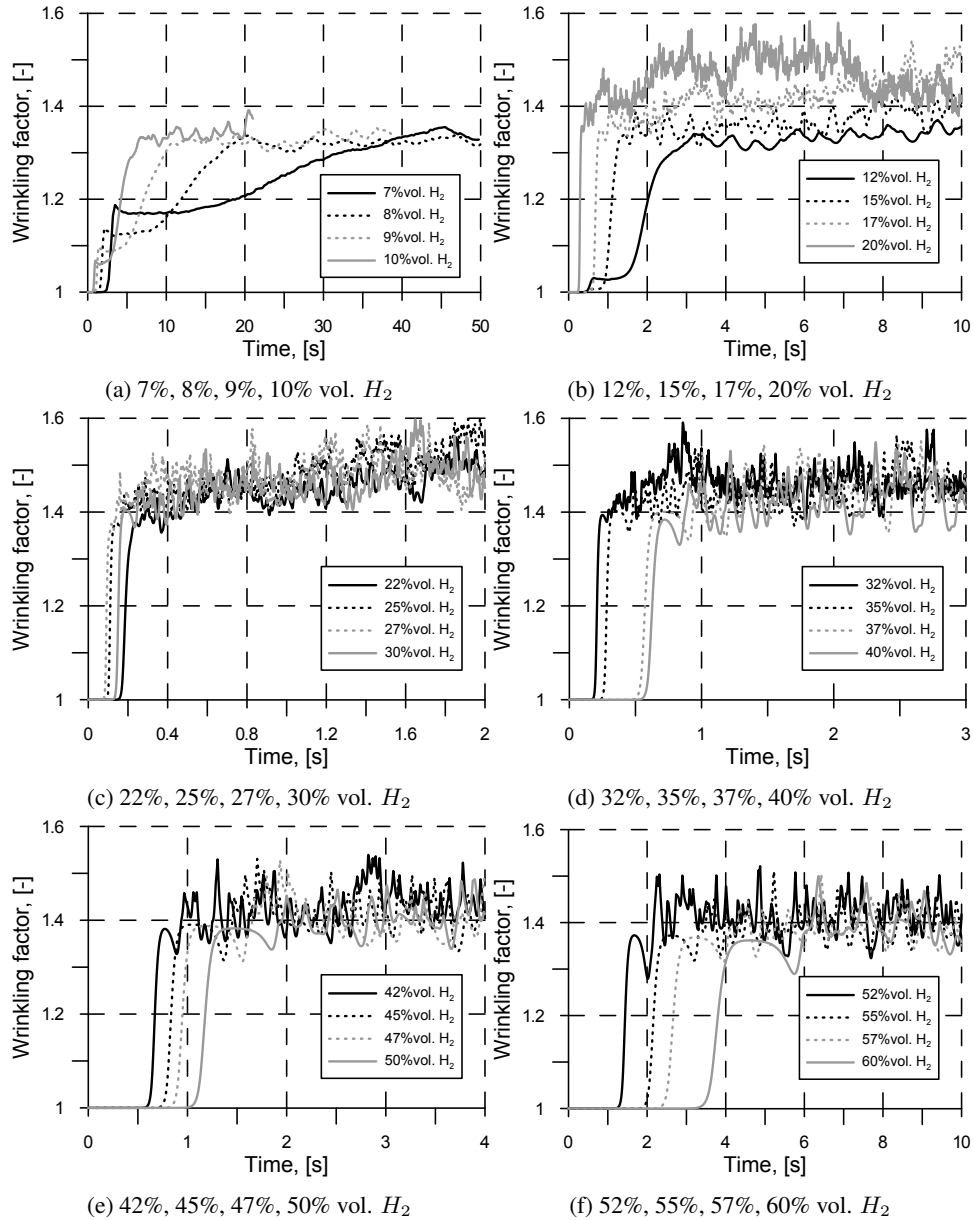 1.6
1.4
1.2
1
Wrinkling factor, [-]
0 10 20 30 40 50
Time, [s]
7%vol. H2
8%vol. H2
9%vol. H2
10%vol. H2
(a) 7%, 8%, 9%, 10% vol. H2
1.6
1.4
1.2
1
Wrinkling factor, [-]
0 2 4 6 8 10
Time, [s]
12%vol. H2
15%vol. H2
17%vol. H2
20%vol. H2
(b) 12%, 15%, 17%, 20% vol. H2
1.6
1.4
1.2
1
Wrinkling factor, [-]
0 0.4 0.8 1.2 1.6 2
Time, [s]
22%vol. H2
25%vol. H2
27%vol. H2
30%vol. H2
(c) 22%, 25%, 27%, 30% vol. H2
1.6
1.4
1.2
1
Wrinkling factor, [-]
0 1 2 3
Time, [s]
32%vol. H2
35%vol. H2
37%vol. H2
40%vol. H2
(d) 32%, 35%, 37%, 40% vol. H2
1.6
1.4
1.2
1
Wrinkling factor, [-]
0 1 2 3 4
Time, [s]
42%vol. H2
45%vol. H2
47%vol. H2
50%vol. H2
(e) 42%, 45%, 47%, 50% vol. H2
1.6
1.4
1.2
1
Wrinkling factor, [-]
0 2 4 6 8 10
Time, [s]
52%vol. H2
55%vol. H2
57%vol. H2
60%vol. H2
(f) 52%, 55%, 57%, 60% vol. H2